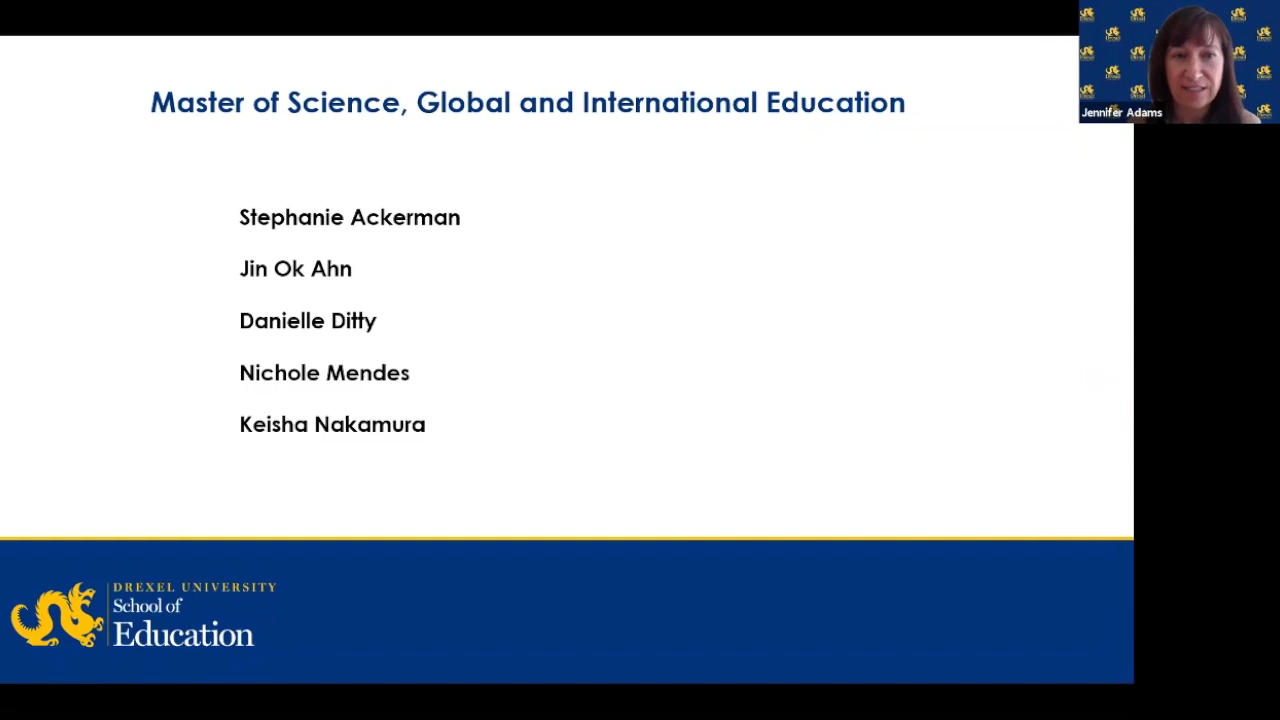 Master of Science, Global and International Education
Jennifer Adams
Stephanie Ackerman
Jin Ok Ahn
Danielle Ditty
Nichole Mendes
Keisha Nakamura
DREXEL UNIVERSITY
School of
Education